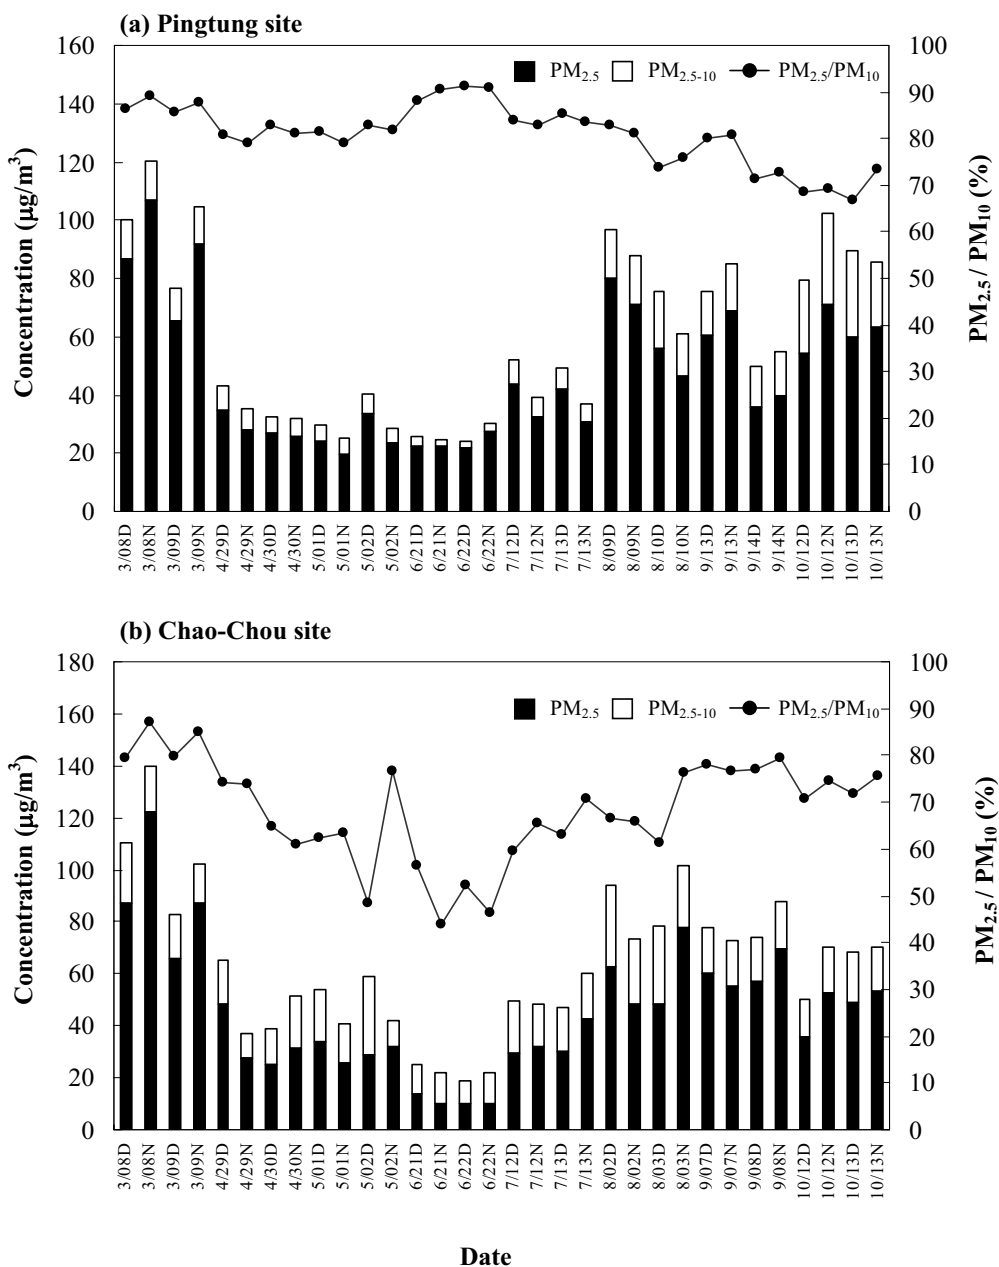 (a) Pingtung site
160
140
120
100
80
60
40
20
0
Concentration (μg/m³)
PM2.5
PM2.5-10
PM2.5/PM10
100
90
80
70
60
50
40
30
20
10
0
PM2.5 / PM10 (%)
3/08D
3/08N
3/09D
3/09N
4/29D
4/29N
4/30D
4/30N
5/01D
5/01N
5/02D
5/02N
6/21D
6/21N
6/22D
6/22N
7/12D
7/12N
7/13D
7/13N
8/09D
8/09N
8/10D
8/10N
9/13D
9/13N
9/14D
9/14N
10/12D
10/12N
10/13D
10/13N
(b) Chao-Chou site
180
160
140
120
100
80
60
40
20
0
Concentration (μg/m³)
PM2.5
PM2.5-10
PM2.5/PM10
100
90
80
70
60
50
40
30
20
10
0
PM2.5 / PM10 (%)
3/08D
3/08N
3/09D
3/09N
4/29D
4/29N
4/30D
4/30N
5/01D
5/01N
5/02D
5/02N
6/21D
6/21N
6/22D
6/22N
7/12D
7/12N
7/13D
7/13N
8/02D
8/02N
8/03D
8/03N
9/07D
9/07N
9/08D
9/08N
10/12D
10/12N
10/13D
10/13N
Date